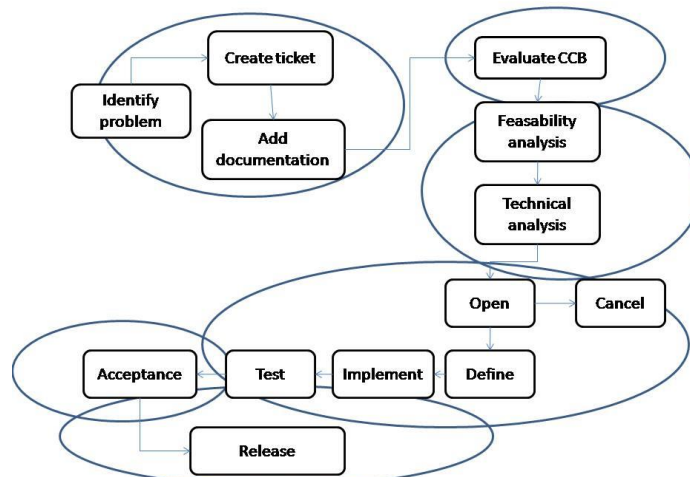 Create ticket
Evaluate CCB
Identify
problem
Add
documentation
Feasability
analysis
Technical
analysis
Open
Cancel
Acceptance
Test
Implement
Define
Release